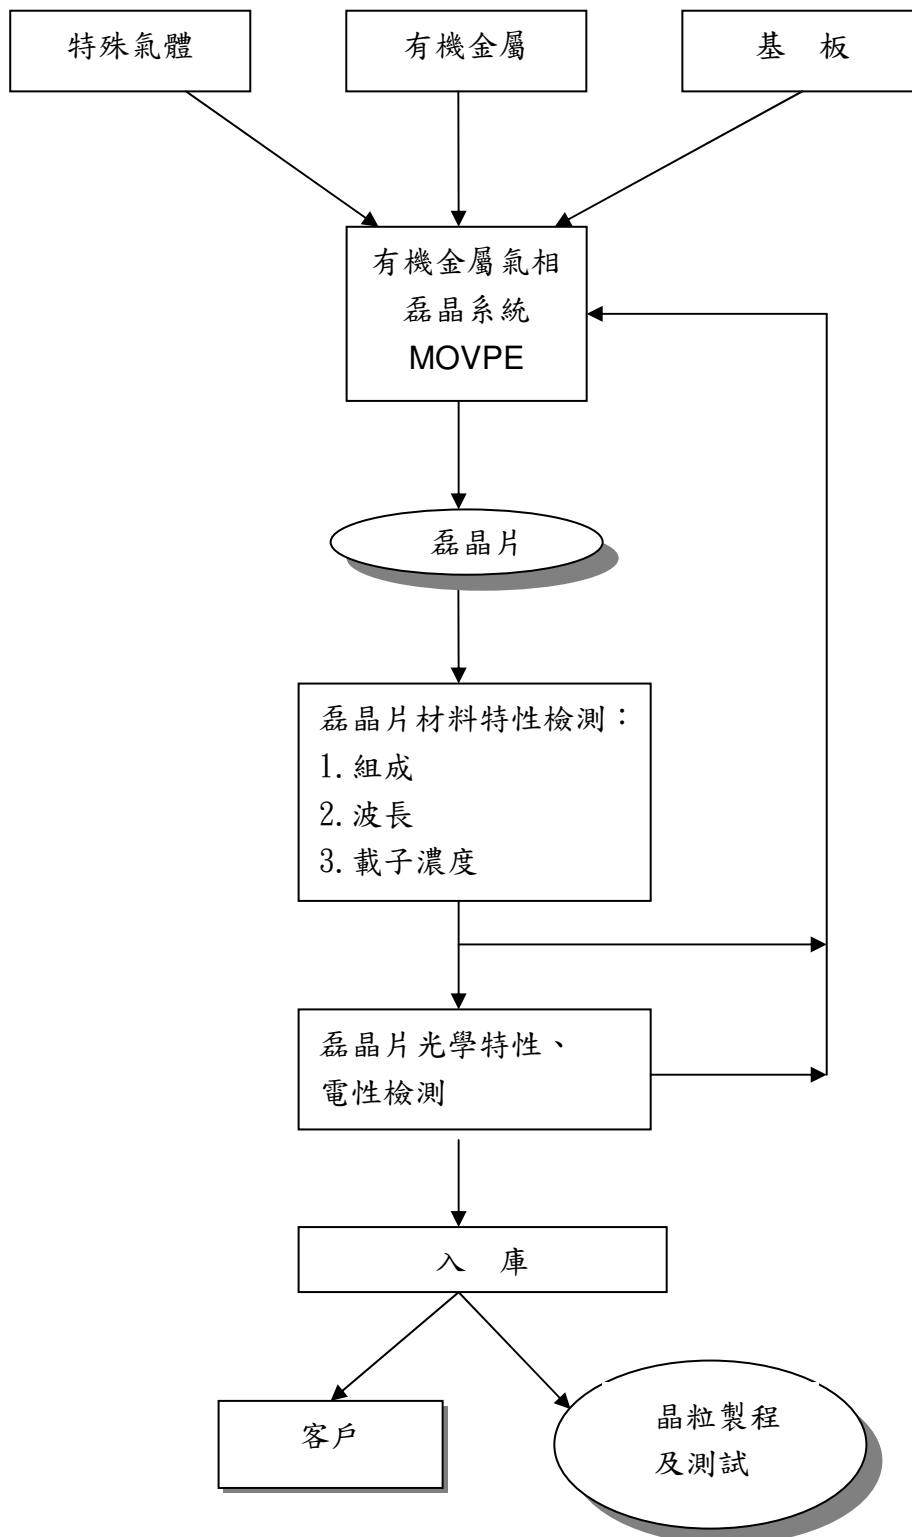 特殊氣體
有機金屬
基 板
有機金屬氣相
磊晶系統
MOVPE
磊晶片
磊晶片材料特性檢測：
1.組成
2.波長
3.載子濃度
磊晶片光學特性、
電性檢測
入 庫
客戶
晶粒製程
及測試